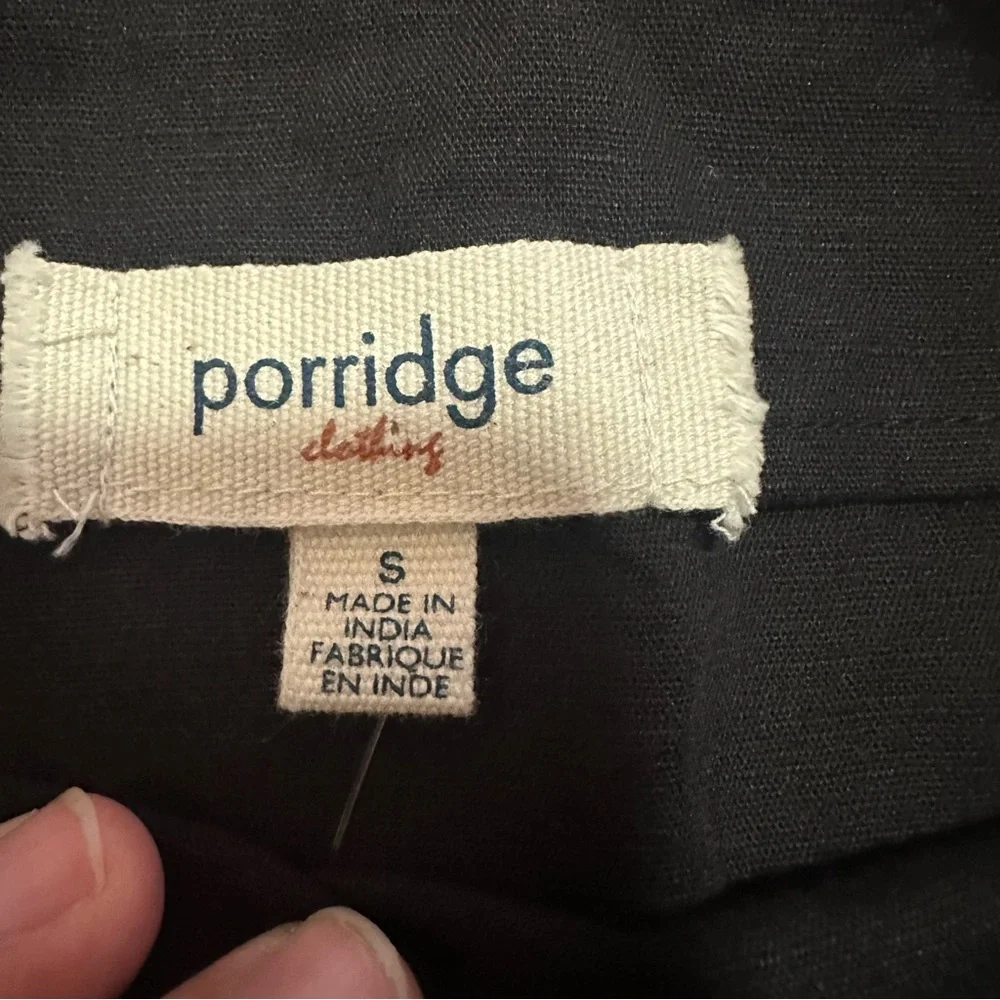 porridge
clothing
S
MADE IN
INDIA
FABRIQUE
EN INDE